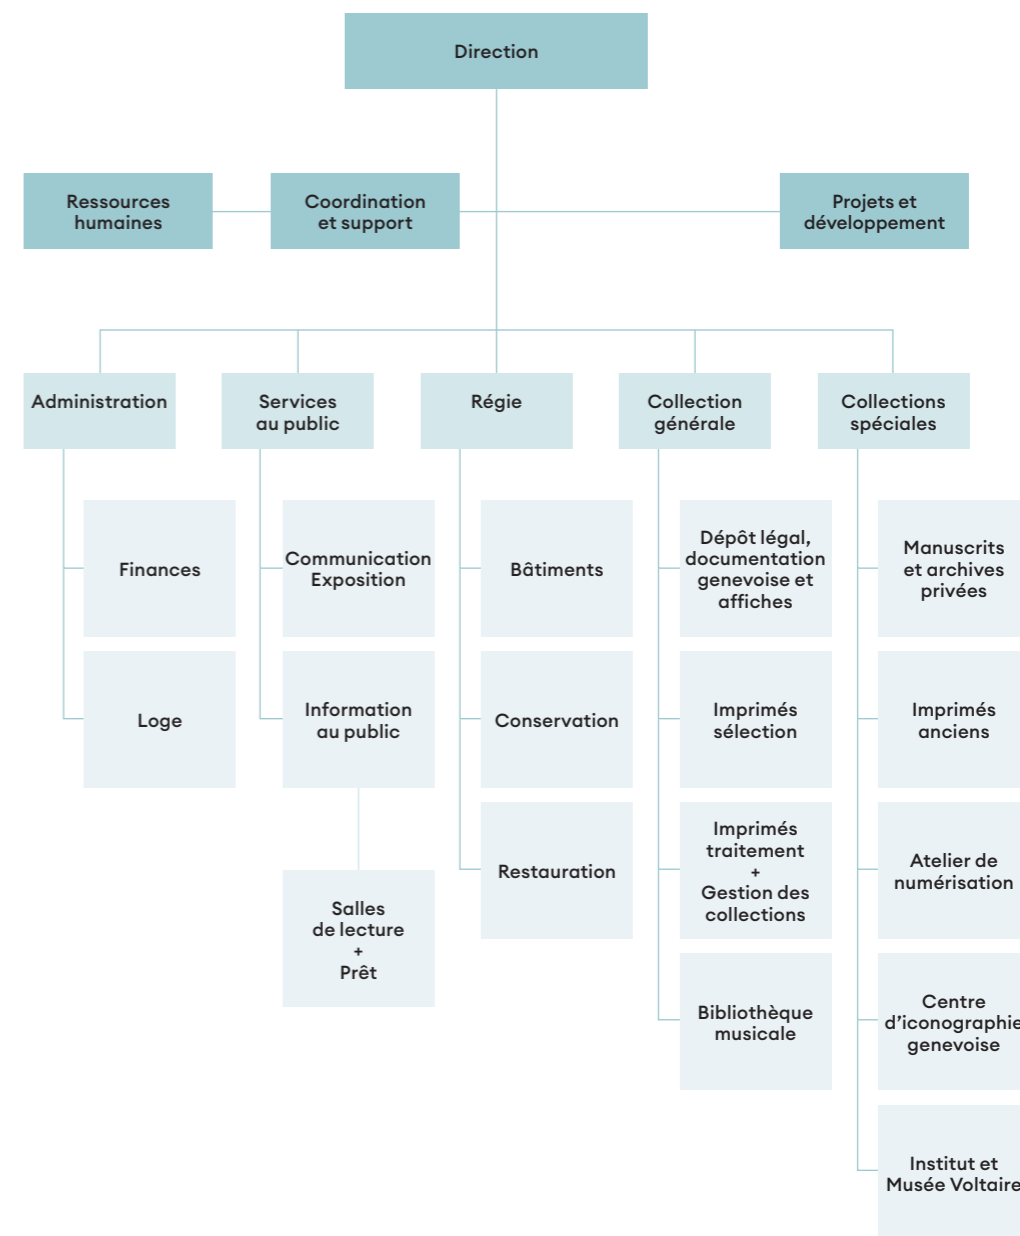 Direction
Ressources
humaines
Coordination
et support
Projets et
développement
Administration
Services
au public
Régie
Collection
générale
Collections
spéciales
Finances
Loge
Communication
Exposition
Information
au public
Salles
de lecture
+
Prêt
Bâtiments
Conservation
Restauration
Dépôt légal,
documentation
genevoise et
affiches
Imprimés
sélection
Imprimés
traitement
+
Gestion des
collections
Bibliothèque
musicale
Manuscrits
et archives
privées
Imprimés
anciens
Atelier de
numérisation
Centre
d’iconographie
genevoise
Institut et
Musée Voltaire